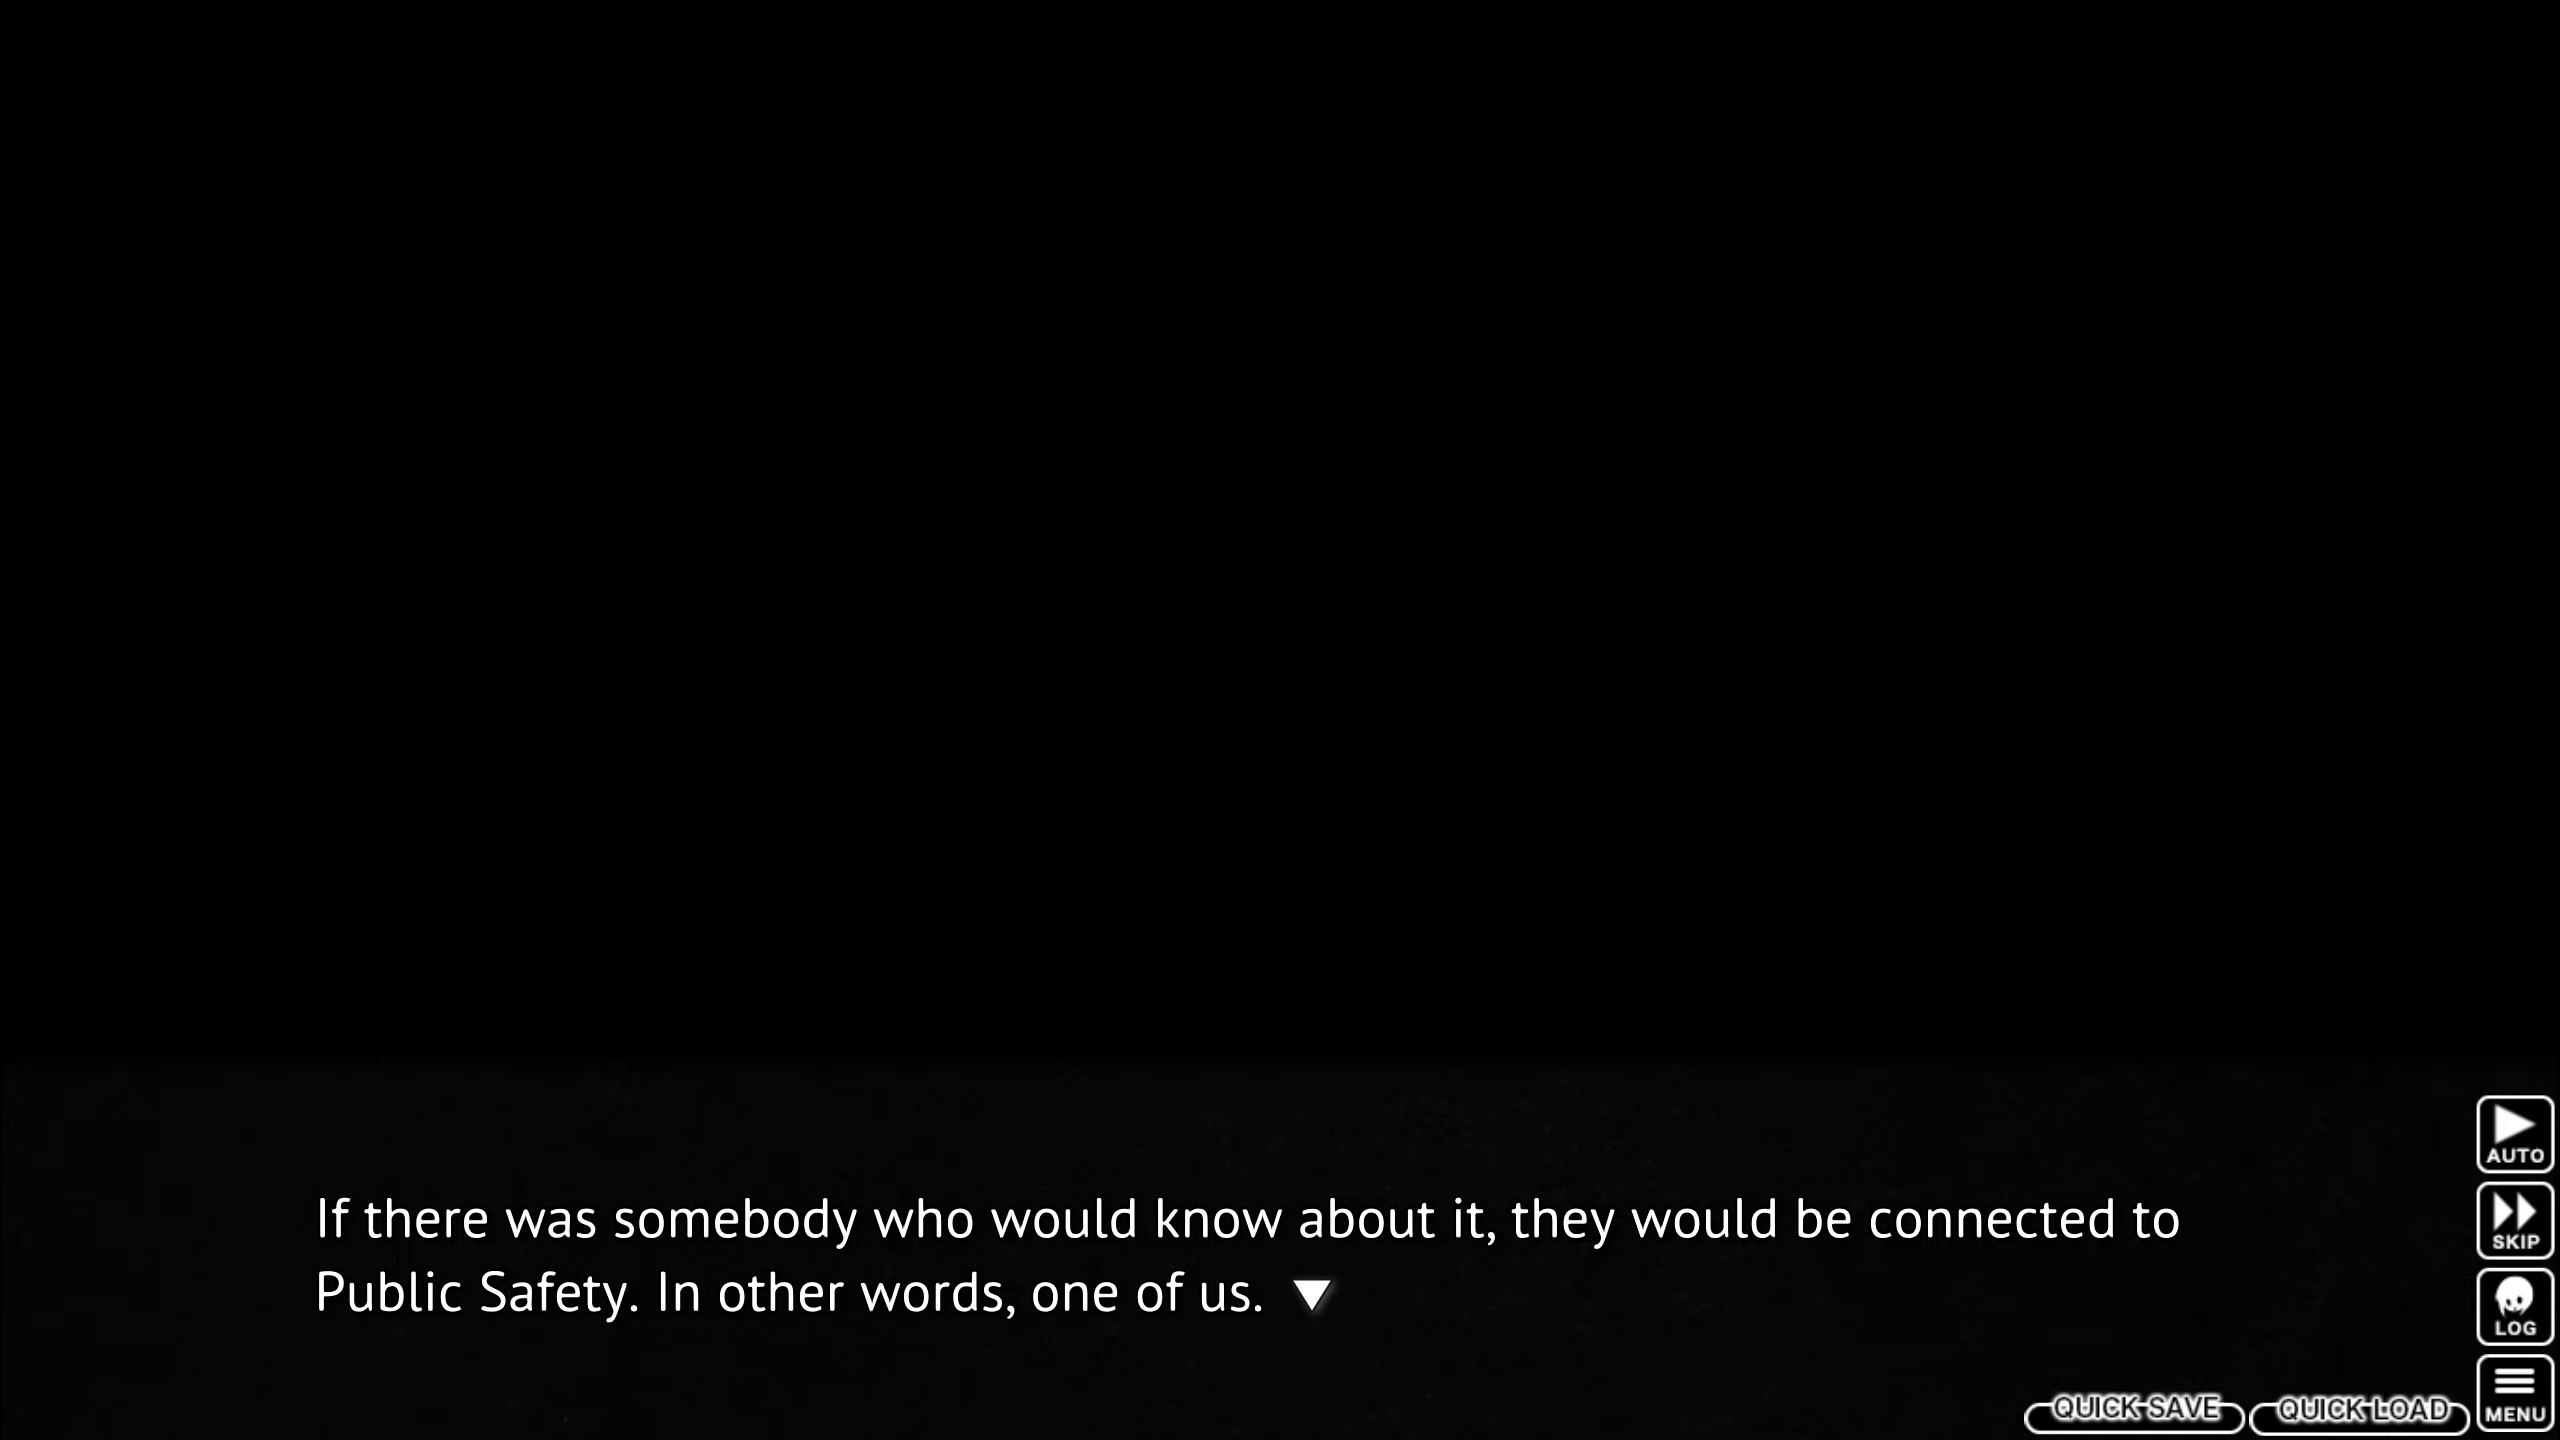 If there was somebody who would know about it, they would be connected to
Public Safety. In other words, one of us.
AUTO
SKIP
LOG
MENU
QUICK SAVE
QUICK LOAD